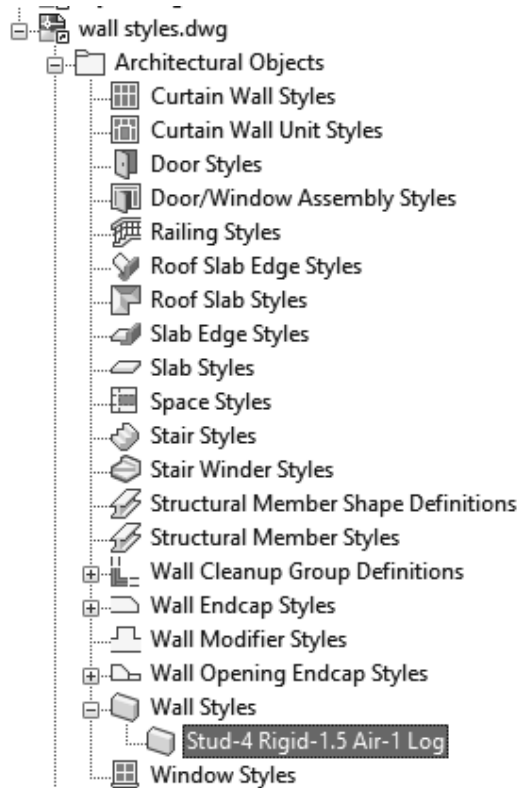 wall styles.dwg
Architectural Objects
Curtain Wall Styles
Curtain Wall Unit Styles
Door Styles
Door/Window Assembly Styles
Railing Styles
Roof Slab Edge Styles
Roof Slab Styles
Slab Edge Styles
Slab Styles
Space Styles
Stair Styles
Stair Winder Styles
Structural Member Shape Definitions
Structural Member Styles
Wall Cleanup Group Definitions
Wall Endcap Styles
Wall Modifier Styles
Wall Opening Endcap Styles
Wall Styles
Stud-4 Rigid-1.5 Air-1 Log
Window Styles